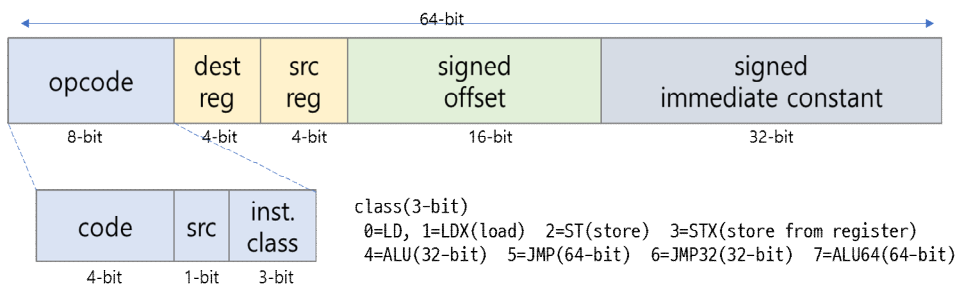 64-bit
opcode
dest
reg
src
reg
signed
offset
signed
immediate constant
8-bit
4-bit
4-bit
16-bit
32-bit
code
src
inst.
class
4-bit
1-bit
3-bit
class(3-bit)
0=LD, 1=LDX(load) 2=ST(store) 3=STX(store from register)
4=ALU(32-bit) 5=JMP(64-bit) 6=JMP32(32-bit) 7=ALU64(64-bit)